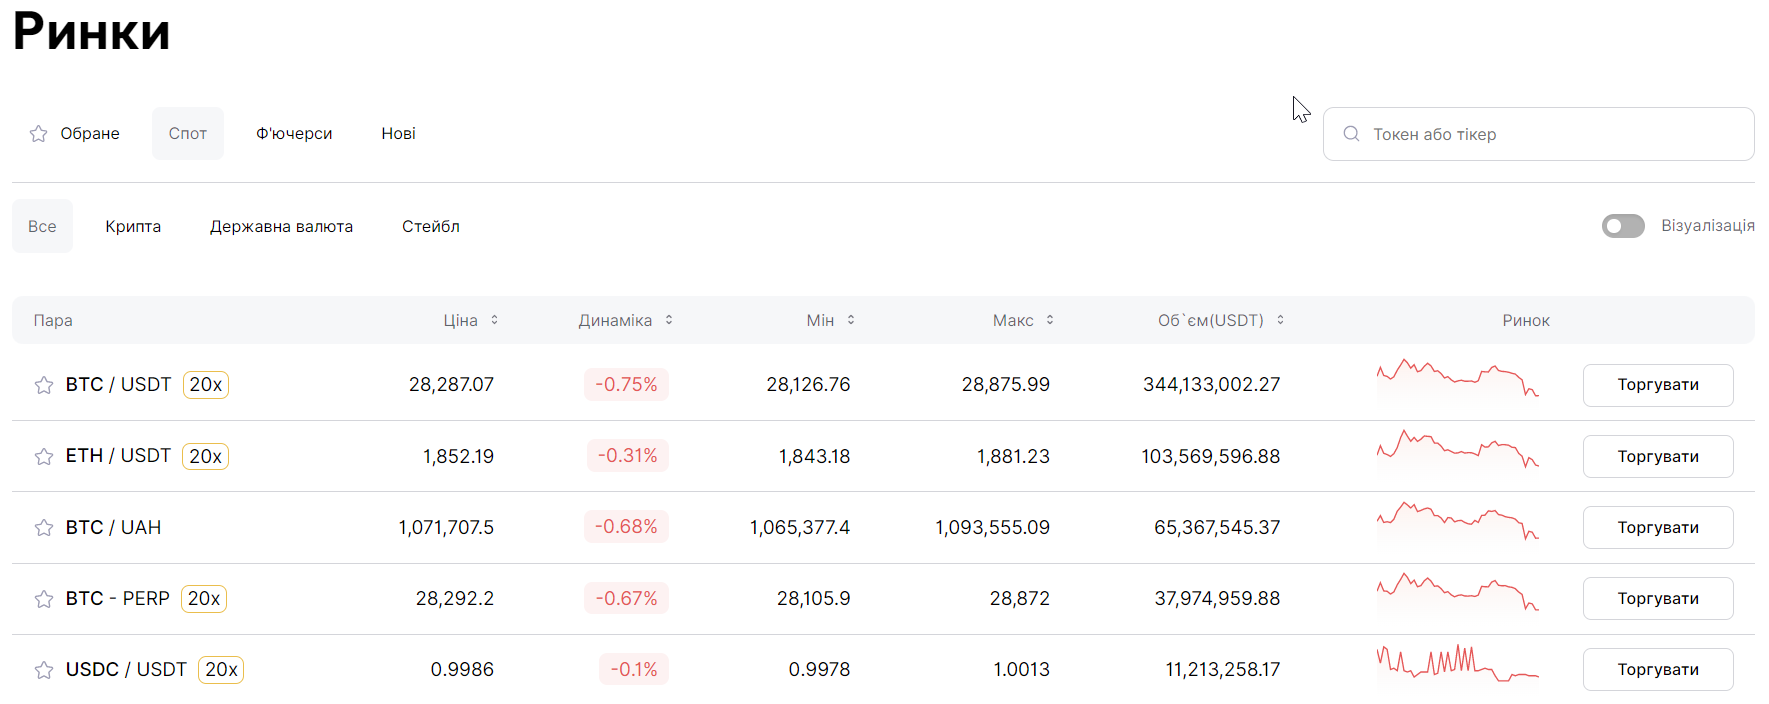 Ринки
Обране Спот Ф'ючерси Нові Токен або тікер
Все Крипта Державна валюта Стейбл Візуалізація
Пара Ціна Динаміка Мін Макс Об`єм(USDT) Ринок
BTC / USDT 20x 28,287.07 -0.75% 28,126.76 28,875.99 344,133,002.27 Торгувати
ETH / USDT 20x 1,852.19 -0.31% 1,843.18 1,881.23 103,569,596.88 Торгувати
BTC / UAH 1,071,707.5 -0.68% 1,065,377.4 1,093,555.09 65,367,545.37 Торгувати
BTC - PERP 20x 28,292.2 -0.67% 28,105.9 28,872 37,974,959.88 Торгувати
USDC / USDT 20x 0.9986 -0.1% 0.9978 1.0013 11,213,258.17 Торгувати